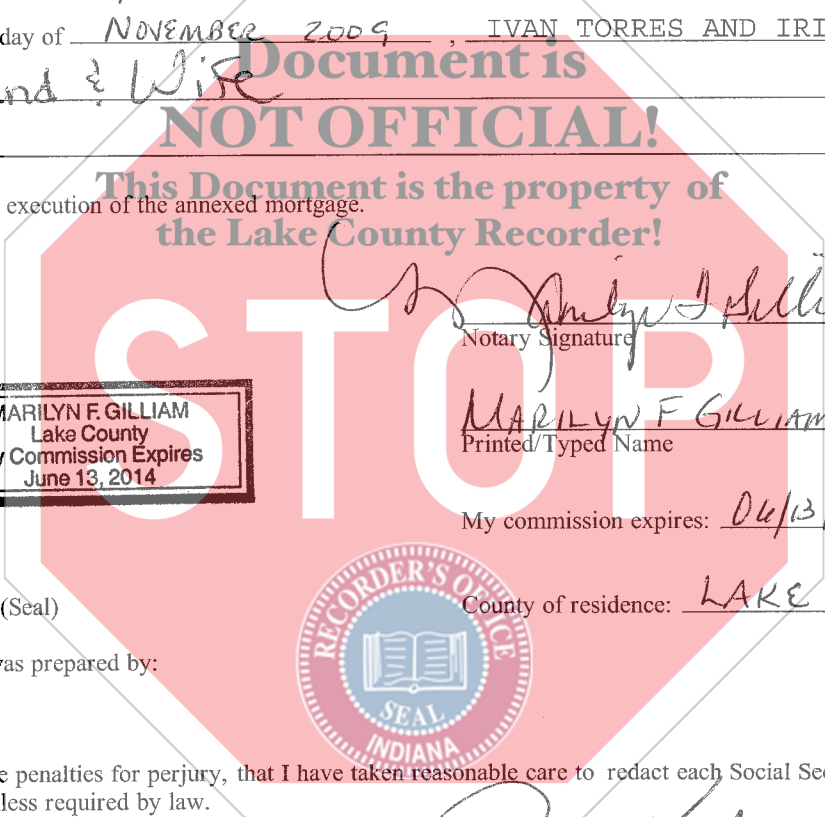 day of NOVEMBER 2009, IVAN TORRES AND IRI
and & Wife
Document is
NOT OFFICIAL!
This Document is the property of
the Lake County Recorder!
execution of the annexed mortgage.
Marilyn F Gilli
Notary Signature
MARILYN F GILLIAM
Printed/Typed Name
MARILYN F. GILLIAM
Lake County
Commission Expires
June 13, 2014
STOP
My commission expires: 06/13/
County of residence: LAKE
(Seal)
RECORDER'S OFFICE
SEAL
INDIANA
was prepared by:
penalties for perjury, that I have taken reasonable care to redact each Social Sec
less required by law.